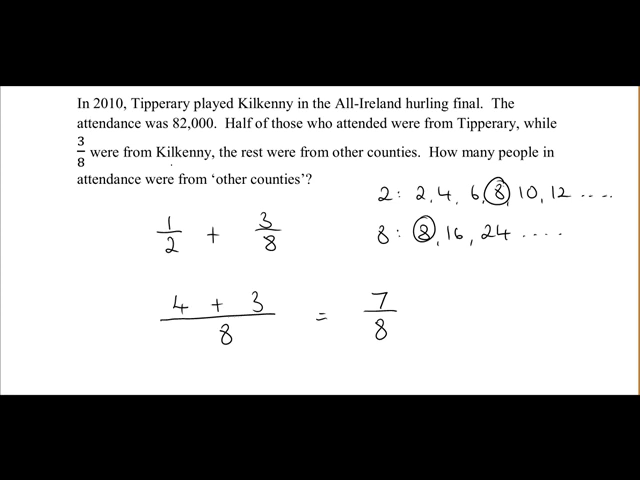 In 2010, Tipperary played Kilkenny in the All-Ireland hurling final. The
attendance was 82,000. Half of those who attended were from Tipperary, while
3/8 were from Kilkenny, the rest were from other counties. How many people in
attendance were from ‘other counties’?
2: 2, 4, 6, 8, 10, 12 .....
8: 8, 16, 24 .....
1/2 + 3/8
4 + 3 / 8 = 7/8